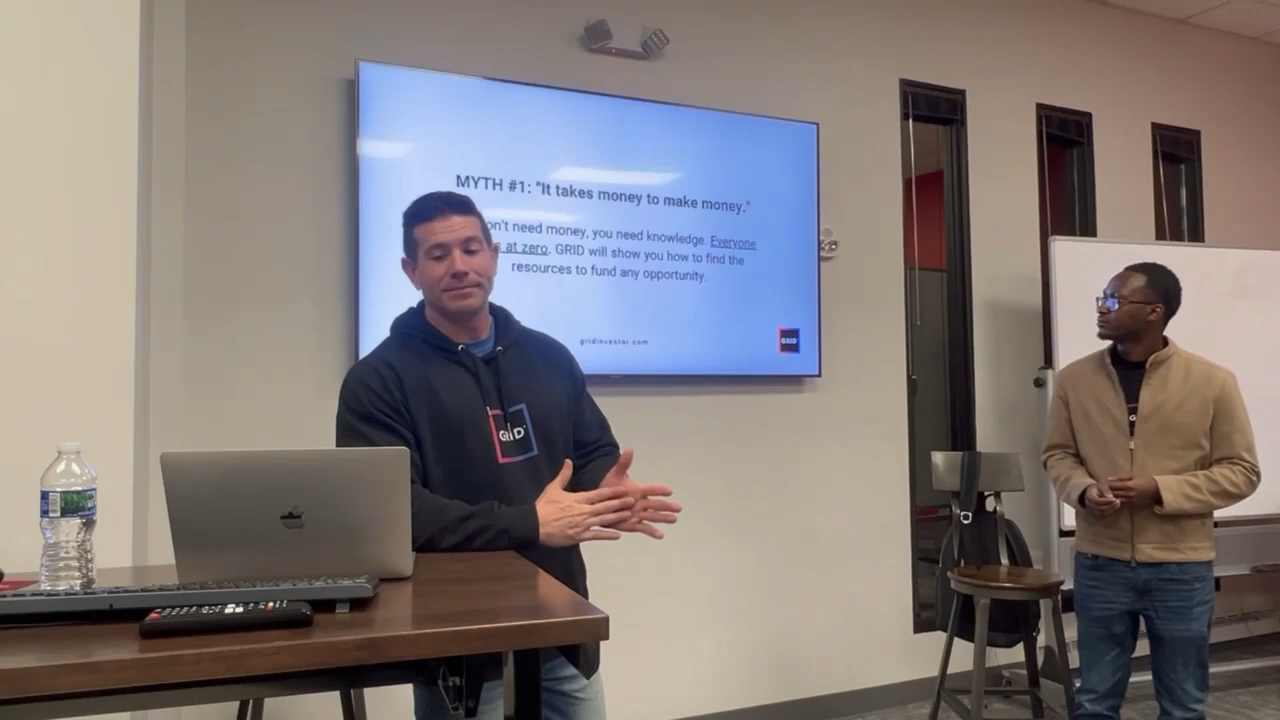 MYTH #1: "It takes money to make money."
on't need money, you need knowledge. Everyone
at zero. GRID will show you how to find the
resources to fund any opportunity.
gridinvestor.com
GRID
GRID